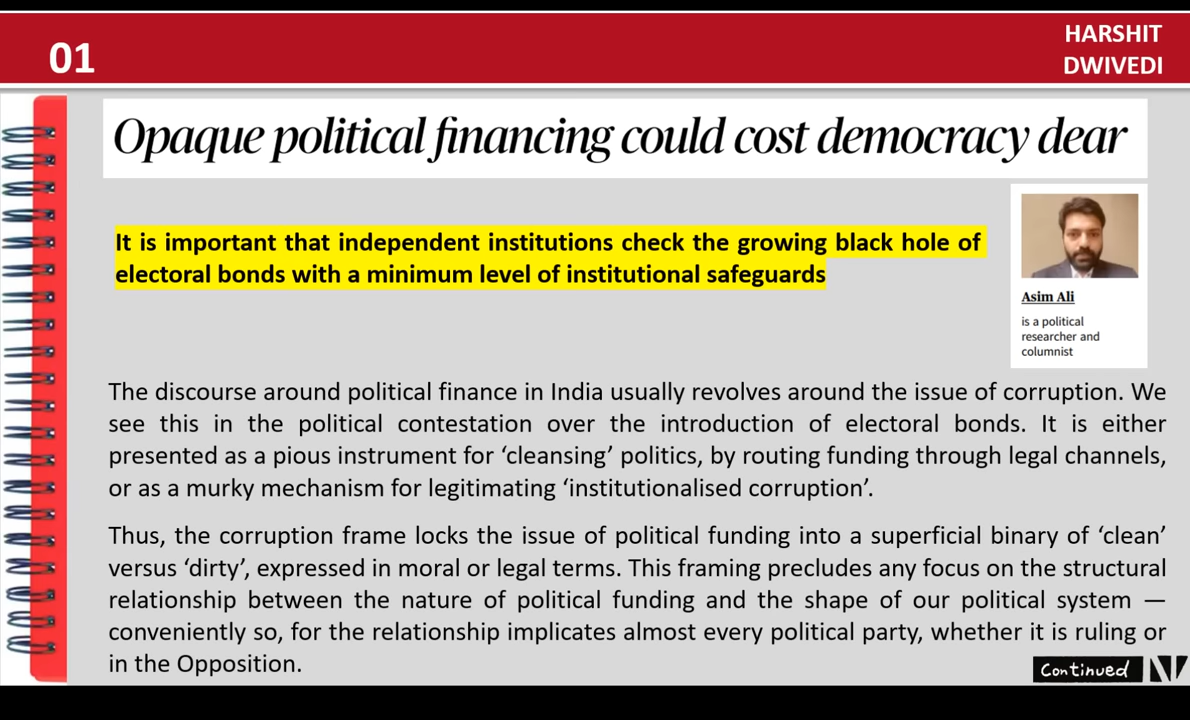 01
HARSHIT
DWIVEDI
Opaque political financing could cost democracy dear
It is important that independent institutions check the growing black hole of
electoral bonds with a minimum level of institutional safeguards
Asim Ali
is a political
researcher and
columnist
The discourse around political finance in India usually revolves around the issue of corruption. We
see this in the political contestation over the introduction of electoral bonds. It is either
presented as a pious instrument for ‘cleansing’ politics, by routing funding through legal channels,
or as a murky mechanism for legitimating ‘institutionalised corruption’.
Thus, the corruption frame locks the issue of political funding into a superficial binary of ‘clean’
versus ‘dirty’, expressed in moral or legal terms. This framing precludes any focus on the structural
relationship between the nature of political funding and the shape of our political system —
conveniently so, for the relationship implicates almost every political party, whether it is ruling or
in the Opposition.
Continued